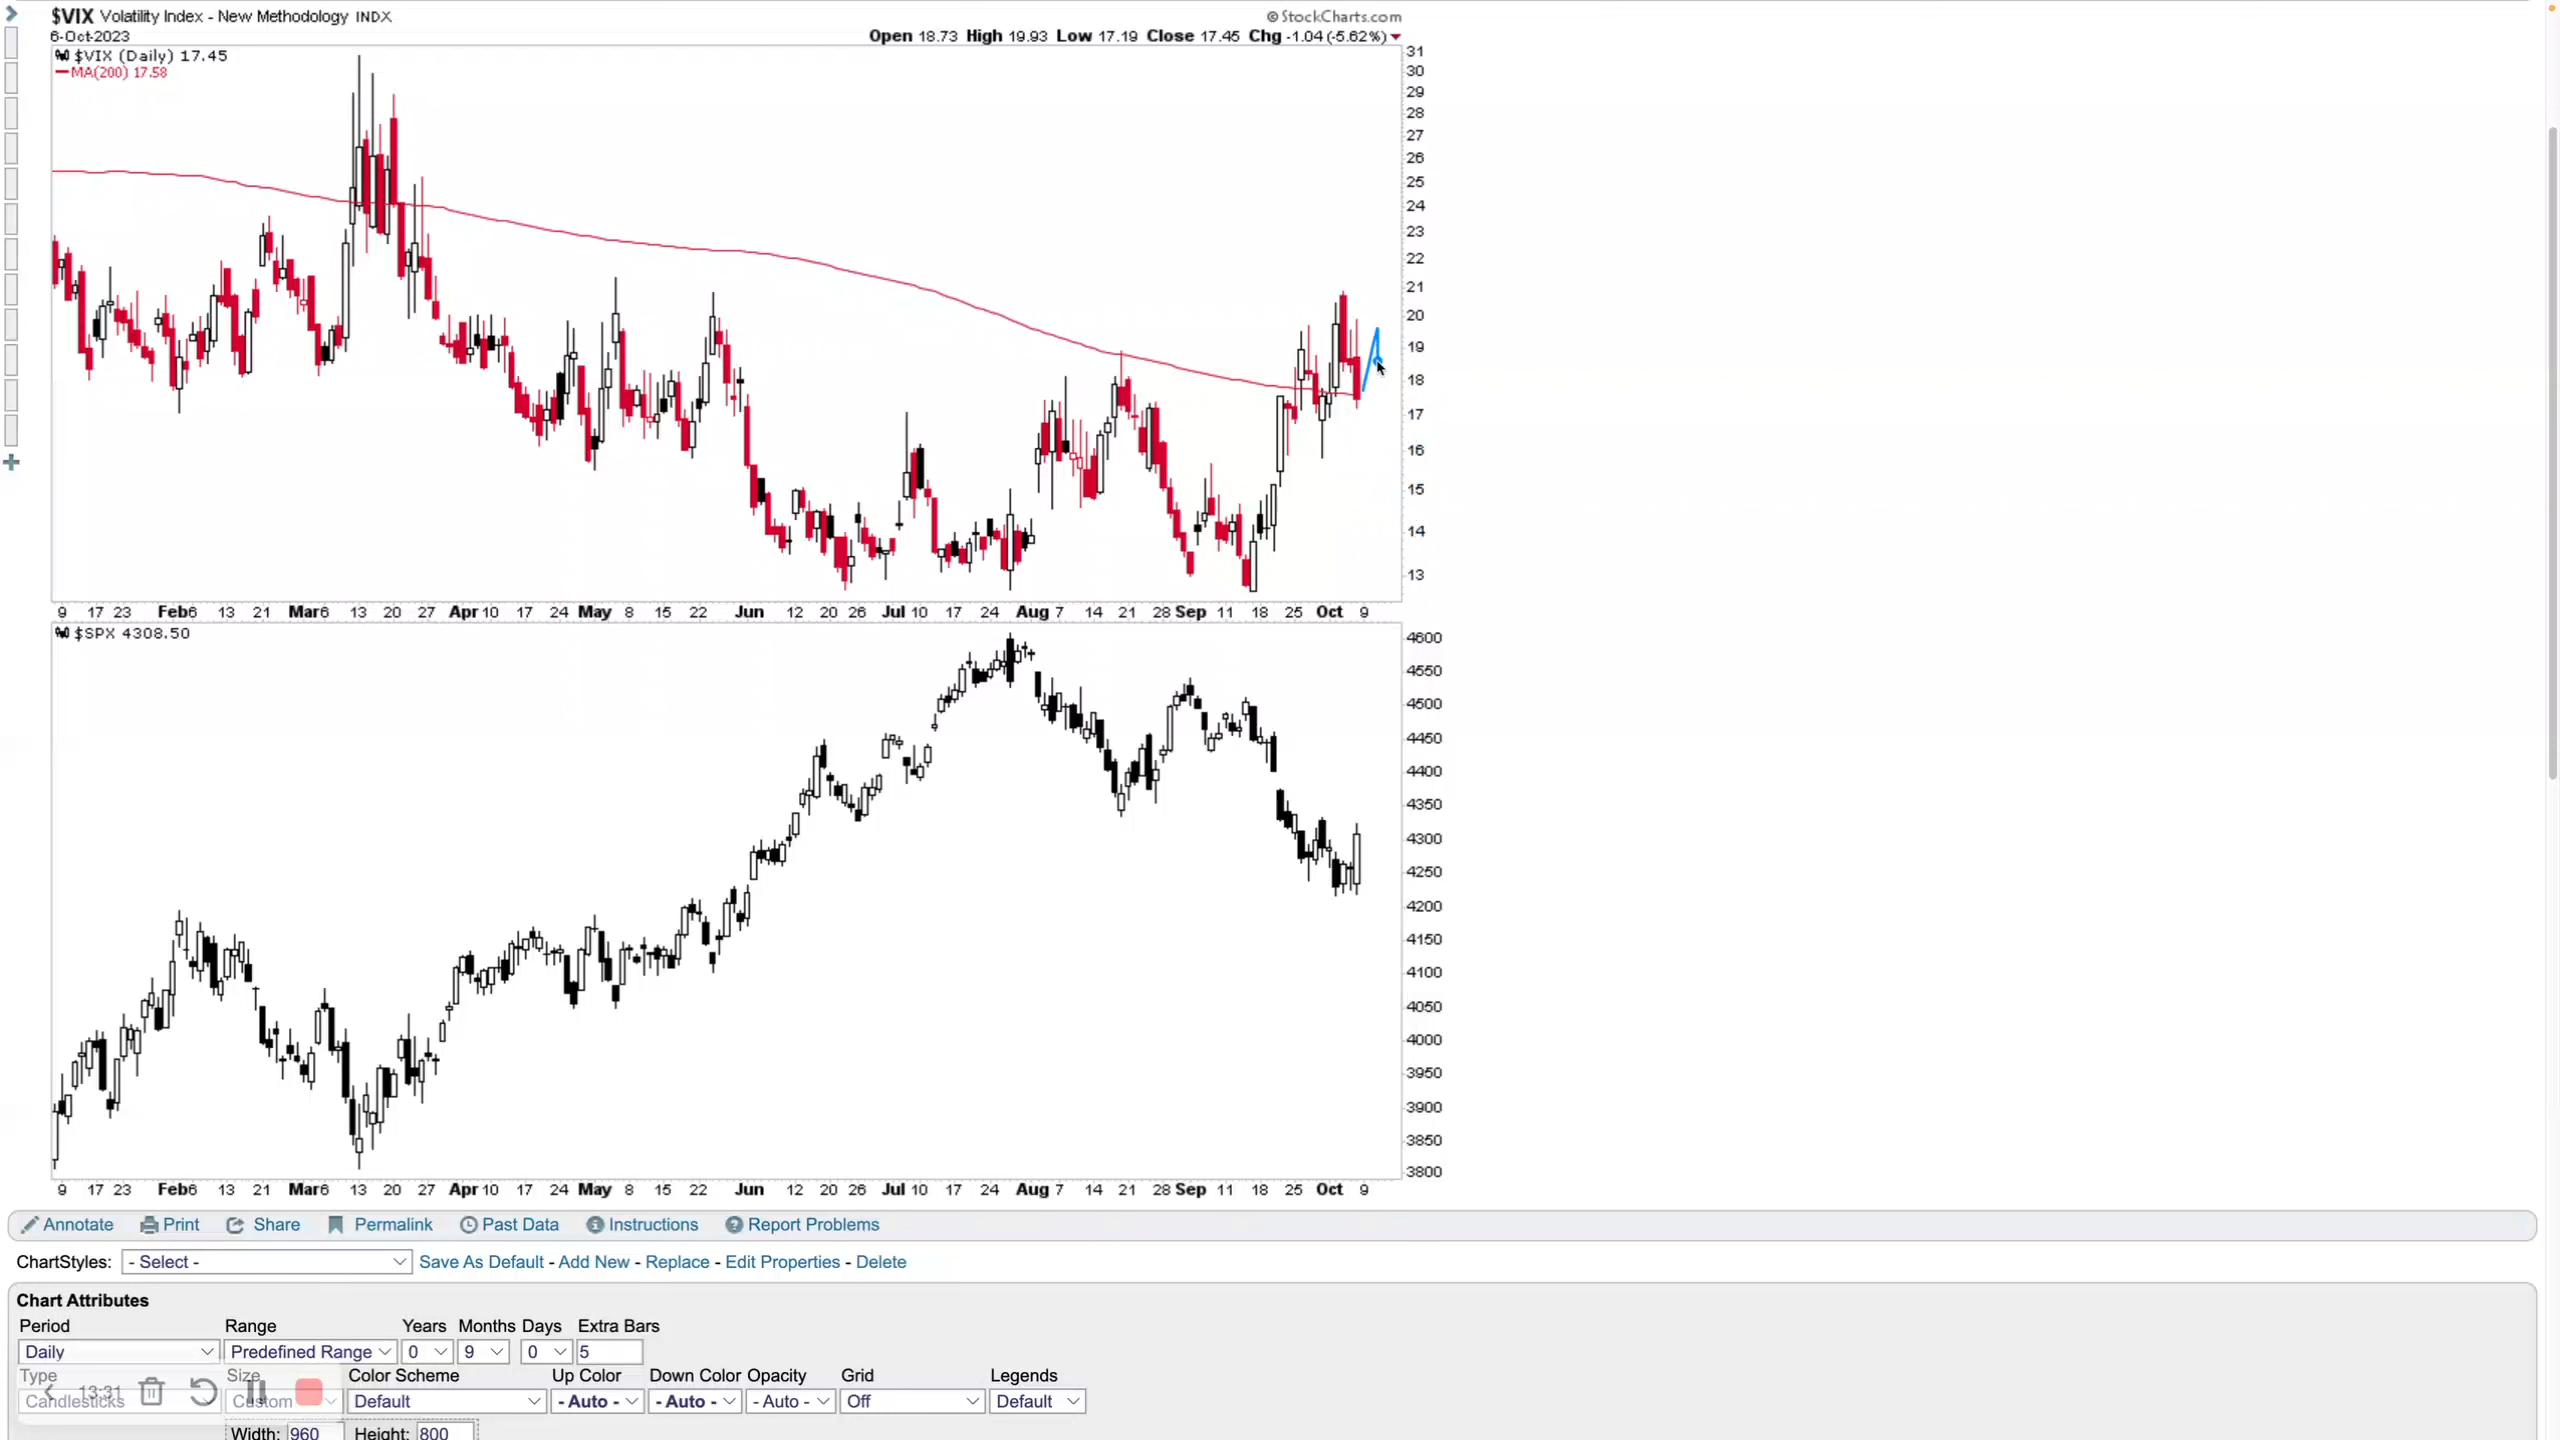 $VIX Volatility Index - New Methodology INDX
© StockCharts.com
6-Oct-2023
Open 18.73 High 19.93 Low 17.19 Close 17.45 Chg -1.04 (-5.62%)
$VIX (Daily) 17.45
MA(200) 17.58
31
30
29
28
27
26
25
24
23
22
21
20
19
18
17
16
15
14
13
9 17 23 Feb6 13 21 Mar6 13 20 27 Apr 10 17 24 May 8 15 22 Jun 12 20 26 Jul 10 17 24 Aug 7 14 21 28 Sep 11 18 25 Oct 9
$SPX 4308.50
4600
4550
4500
4450
4400
4350
4300
4250
4200
4150
4100
4050
4000
3950
3900
3850
3800
9 17 23 Feb6 13 21 Mar6 13 20 27 Apr 10 17 24 May 8 15 22 Jun 12 20 26 Jul 10 17 24 Aug 7 14 21 28 Sep 11 18 25 Oct 9
Annotate Print Share Permalink Past Data Instructions Report Problems
ChartStyles: - Select - Save As Default - Add New - Replace - Edit Properties - Delete
Chart Attributes
Period Range Years Months Days Extra Bars
Daily Predefined Range 0 9 0 5
Type Size Color Scheme Up Color Down Color Opacity Grid Legends
13:31
Candlesticks Custom Default - Auto - - Auto - - Auto - Off Default
Width: 960 Height: 800